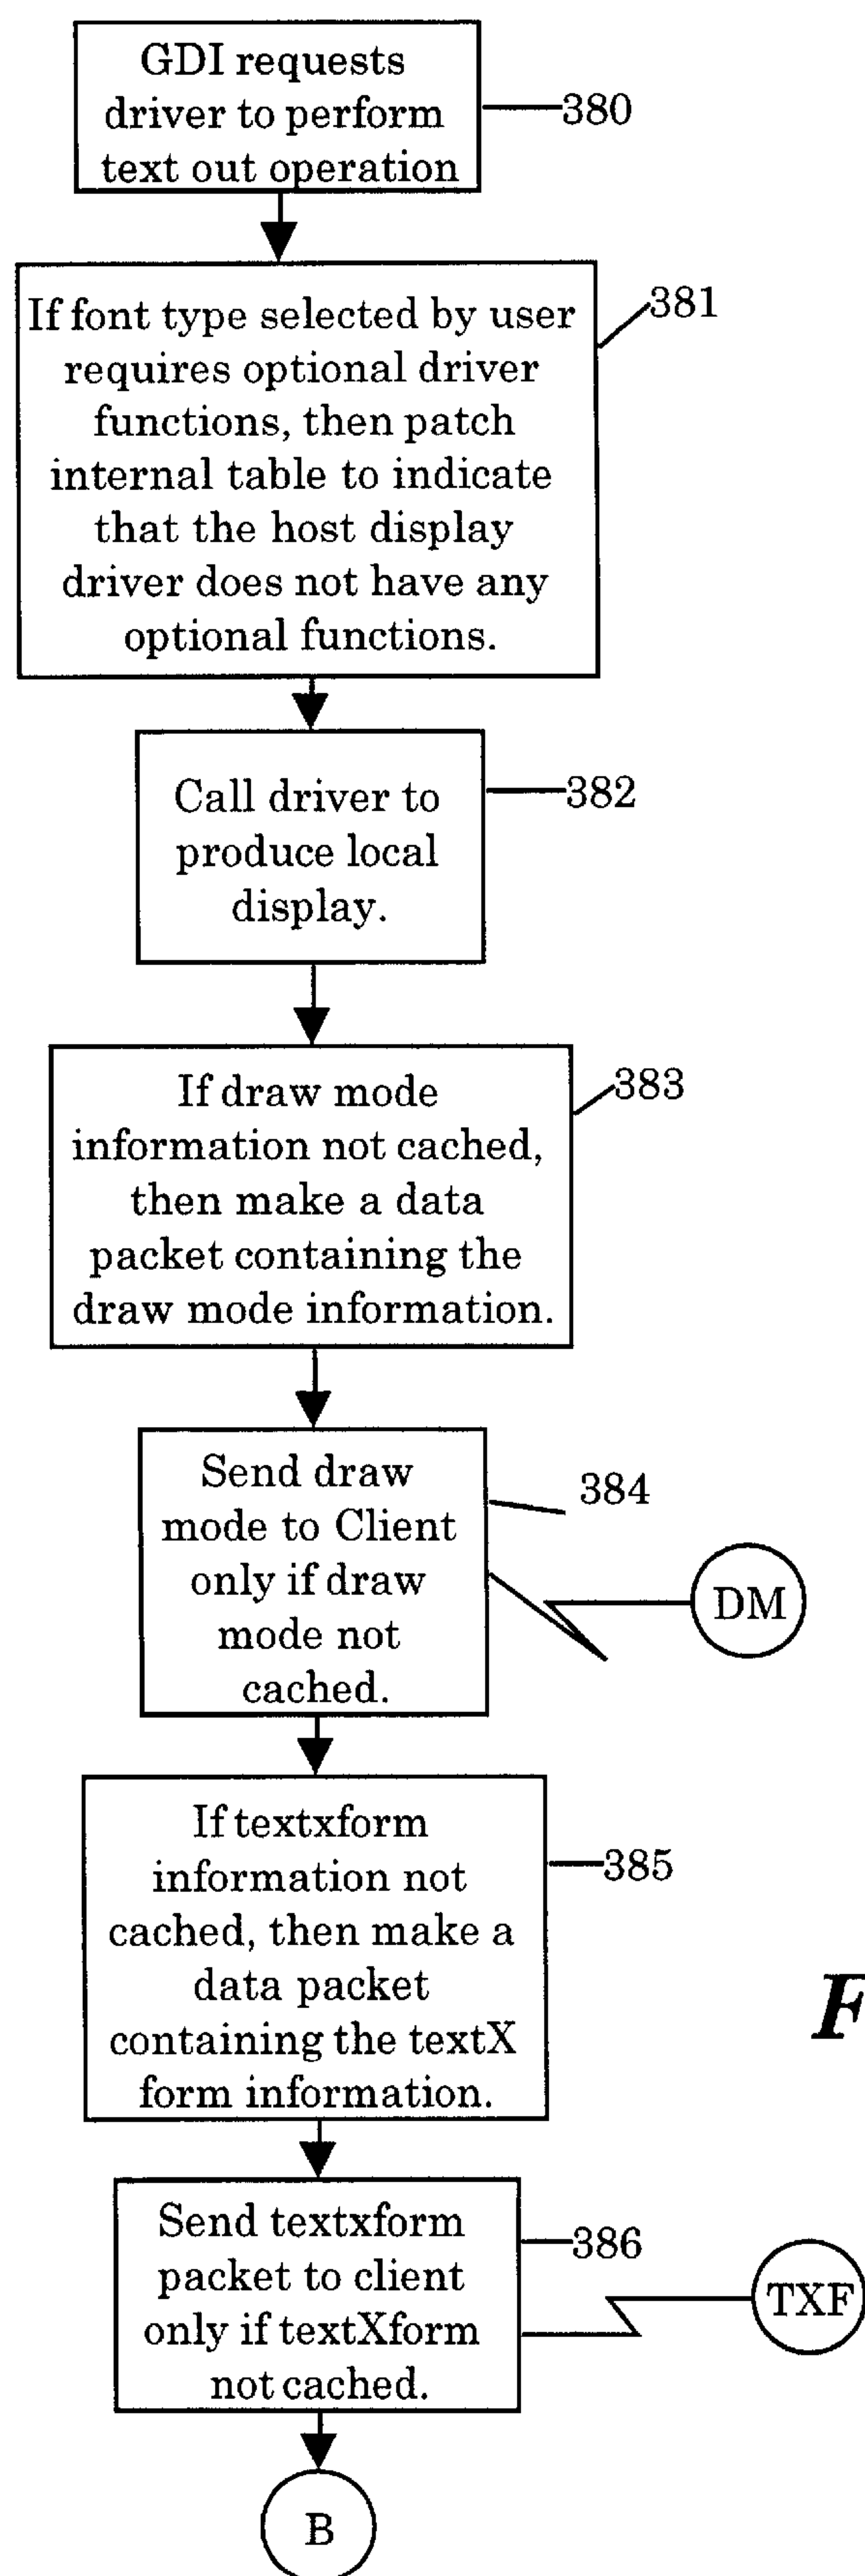 GDI requests
driver to perform
text out operation
380
If font type selected by user
requires optional driver
functions, then patch
internal table to indicate
that the host display
driver does not have any
optional functions.
381
Call driver to
produce local
display.
382
If draw mode
information not cached,
then make a data
packet containing the
draw mode information.
383
Send draw
mode to Client
only if draw
mode not
cached.
384
DM
If textxform
information not
cached, then make a
data packet
containing the textX
form information.
385
F
Send textxform
packet to client
only if textXform
not cached.
386
TXF
B